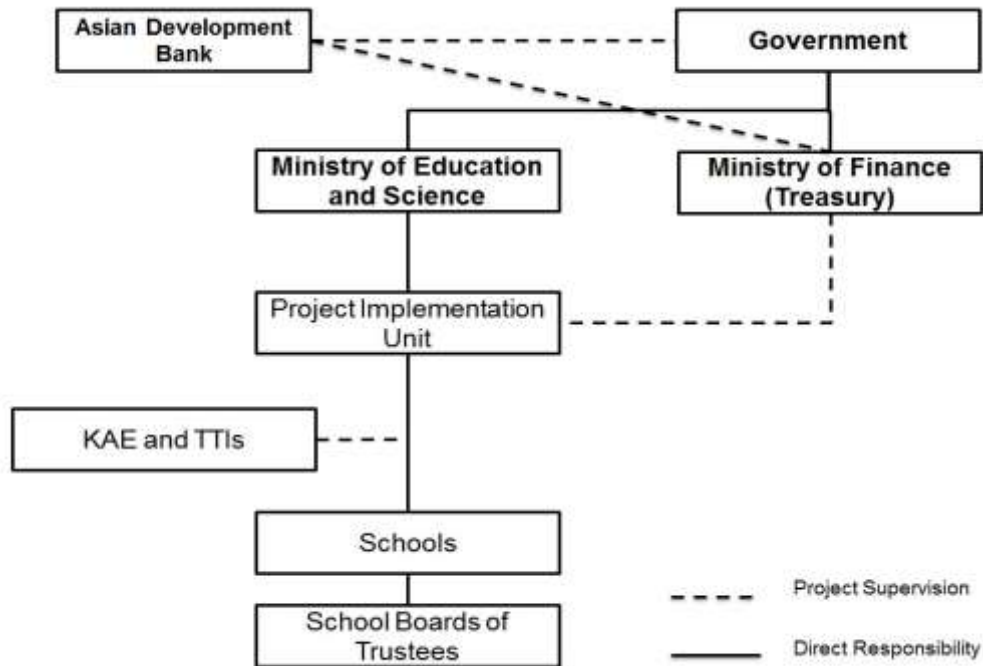 Asian Development
Bank
Government
Ministry of Education
and Science
Ministry of Finance
(Treasury)
Project Implementation
Unit
KAE and TTIs
Schools
School Boards of
Trustees
Project Supervision
Direct Responsibility